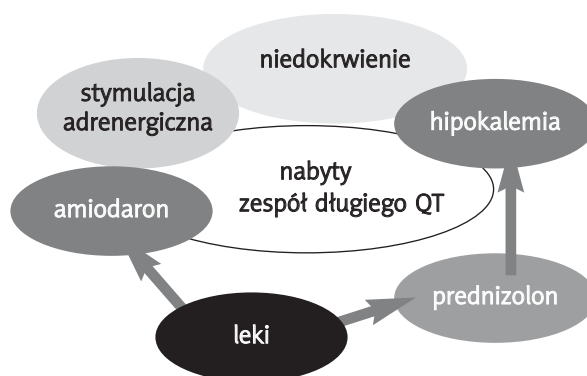 niedokrwienie
stymulacja
adrenergiczna
hipokalemia
nabyty
zespół długiego QT
amiodaron
prednizolon
leki